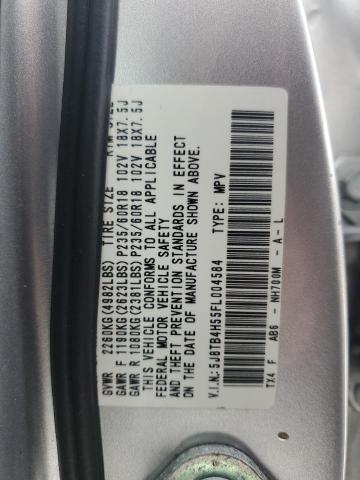 TIRE SIZE RIM SIZE
GVWR 2260KG(4982LBS)
GAWR F 1190KG(2623LBS) P235/60R18 102V 18X7.5J
GAWR R 1080KG(2381LBS) P235/60R18 102V 18X7.5J
THIS VEHICLE CONFORMS TO ALL APPLICABLE
FEDERAL MOTOR VEHICLE SAFETY
AND THEFT PREVENTION STANDARDS IN EFFECT
ON THE DATE OF MANUFACTURE SHOWN ABOVE.
V.I.N.:5J8TB4H55FL004584 TYPE: MPV
TX4 F AB6- NH700M - A - L